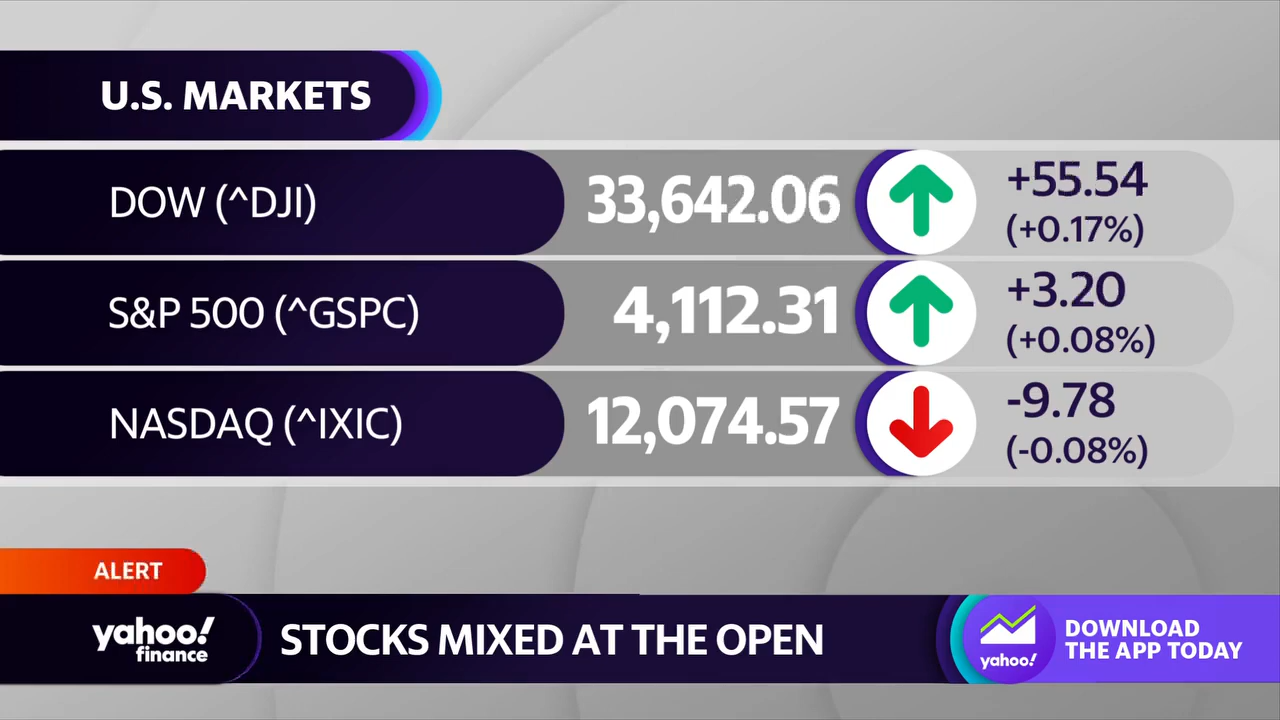 U.S. MARKETS
DOW (^DJI) 33,642.06 +55.54
(+0.17%)
S&P 500 (^GSPC) 4,112.31 +3.20
(+0.08%)
NASDAQ (^IXIC) 12,074.57 -9.78
(-0.08%)
ALERT
yahoo!
finance
STOCKS MIXED AT THE OPEN
yahoo!
DOWNLOAD
THE APP TODAY